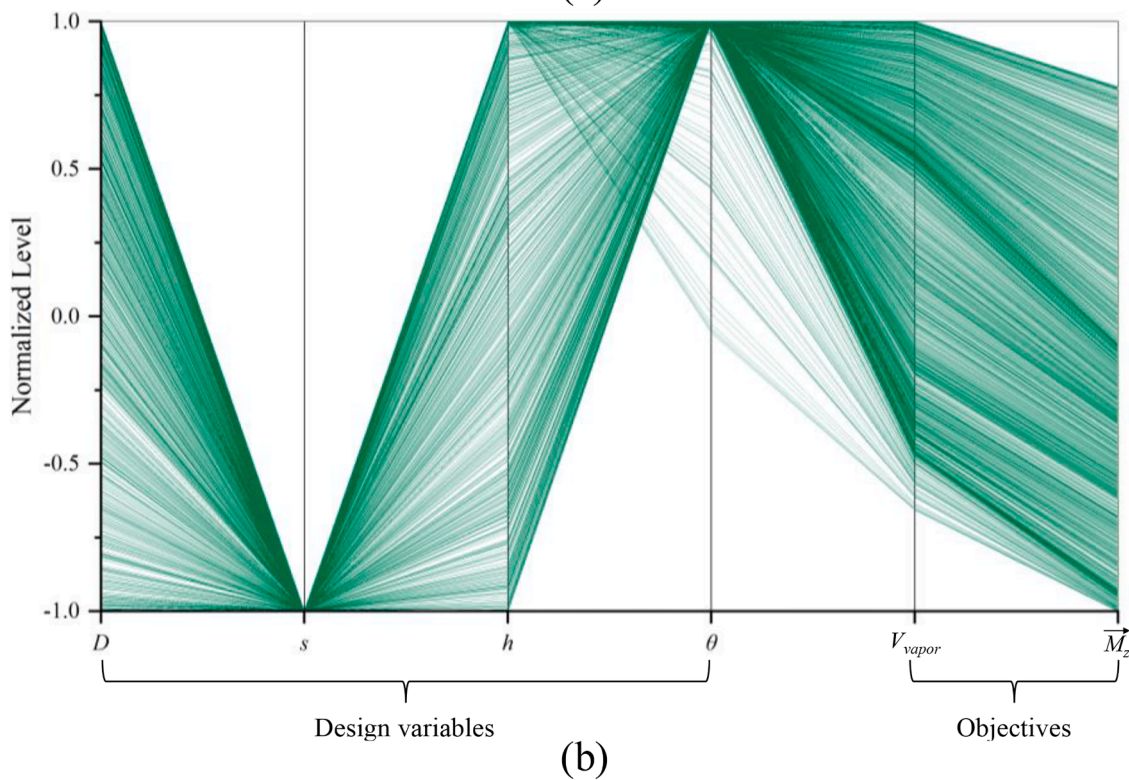 1.0
0.5
0.0
-0.5
-1.0
Normalized Level
D s h θ V_vapor M_z
Design variables Objectives
(b)